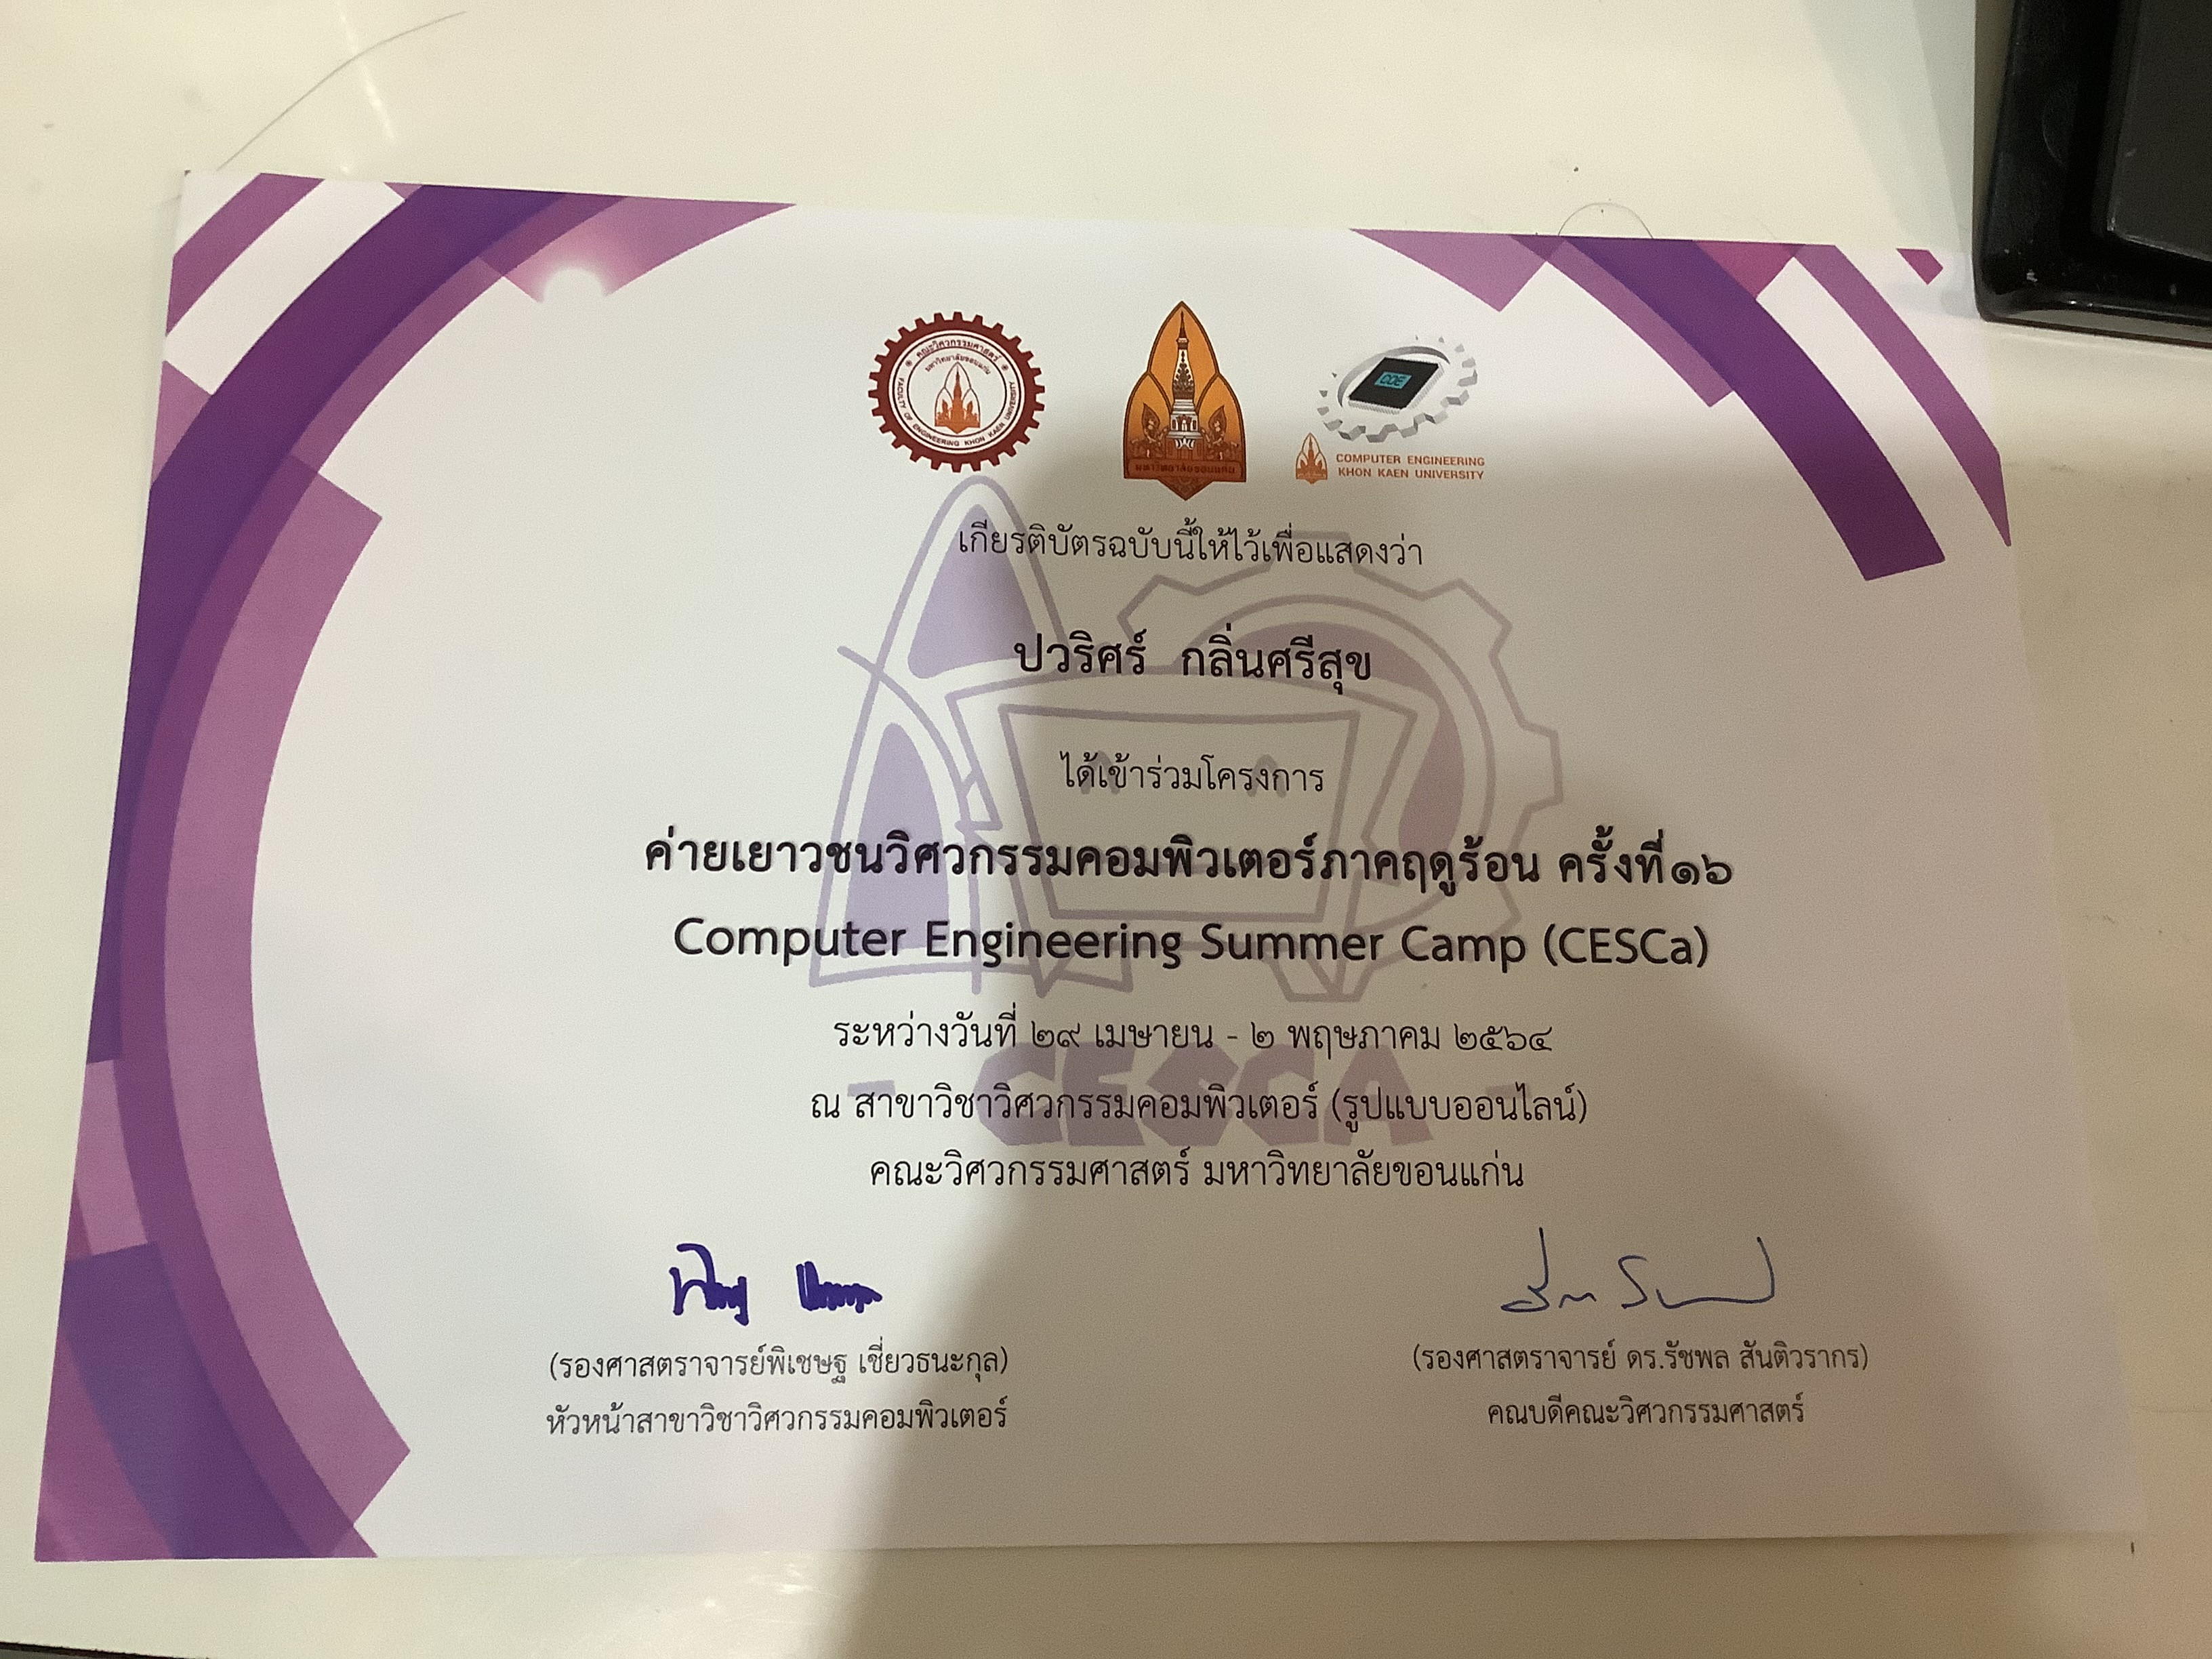 คณะวิศวกรรมศาสตร์
มหาวิทยาลัยขอนแก่น
FACULTY OF ENGINEERING KHON KAEN UNIVERSITY
มหาวิทยาลัยขอนแก่น
COE
COMPUTER ENGINEERING
KHON KAEN UNIVERSITY
เกียรติบัตรฉบับนี้ให้ไว้เพื่อแสดงว่า
ปวริศร์ กลิ่นศรีสุข
ได้เข้าร่วมโครงการ
ค่ายเยาวชนวิศวกรรมคอมพิวเตอร์ภาคฤดูร้อน ครั้งที่๑๖
Computer Engineering Summer Camp (CESCa)
ระหว่างวันที่ ๒๙ เมษายน - ๒ พฤษภาคม ๒๕๖๔
- CESCA -
ณ สาขาวิชาวิศวกรรมคอมพิวเตอร์ (รูปแบบออนไลน์)
คณะวิศวกรรมศาสตร์ มหาวิทยาลัยขอนแก่น
(รองศาสตราจารย์พิเชษฐ เชี่ยวธนะกุล)
หัวหน้าสาขาวิชาวิศวกรรมคอมพิวเตอร์
(รองศาสตราจารย์ ดร.รัชพล สันติวรากร)
คณบดีคณะวิศวกรรมศาสตร์